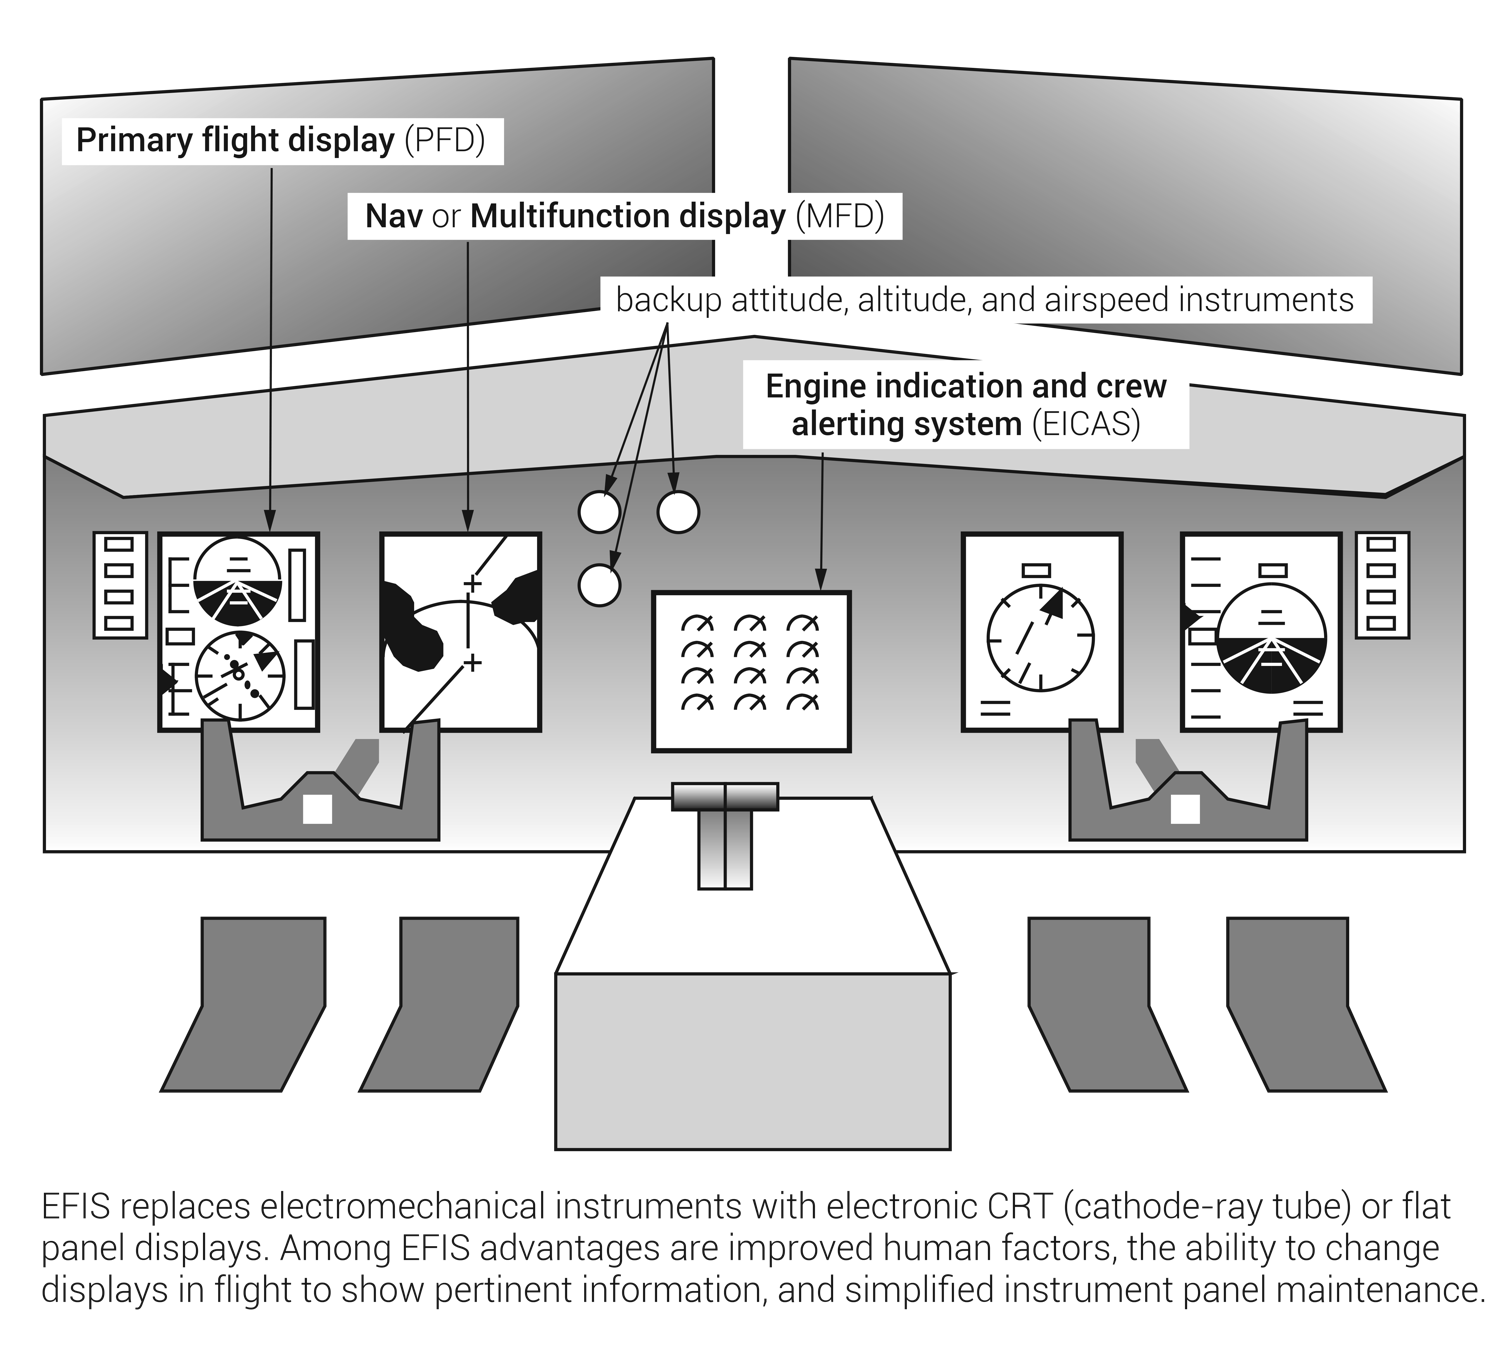 Primary flight display (PFD)
Nav or Multifunction display (MFD)
backup attitude, altitude, and airspeed instruments
Engine indication and crew
alerting system (EICAS)
EFIS replaces electromechanical instruments with electronic CRT (cathode-ray tube) or flat
panel displays. Among EFIS advantages are improved human factors, the ability to change
displays in flight to show pertinent information, and simplified instrument panel maintenance.